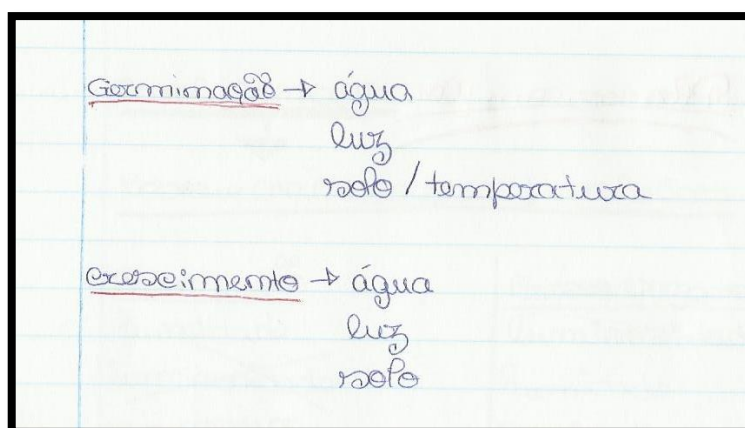 Germinação → água
luz
solo / temperatura
crescimento → água
luz
solo